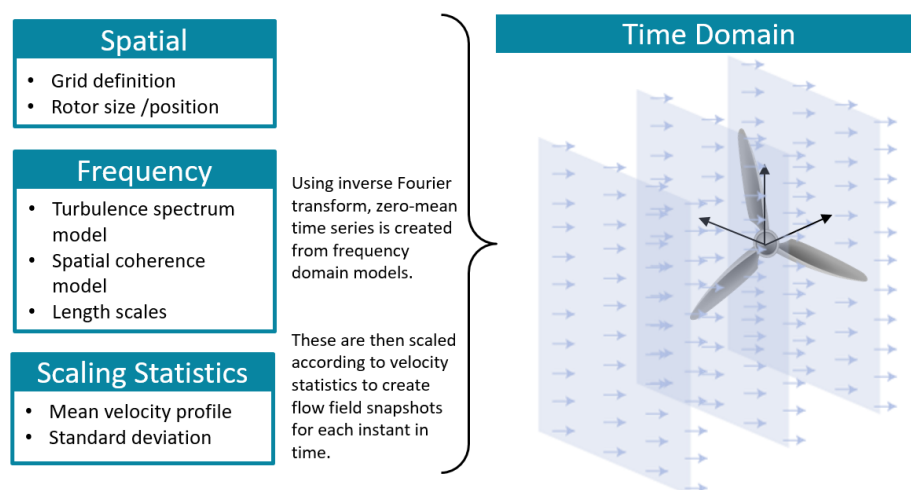 Spatial
• Grid definition
• Rotor size /position
Frequency
• Turbulence spectrum
model
• Spatial coherence
model
• Length scales
Scaling Statistics
• Mean velocity profile
• Standard deviation
Using inverse Fourier
transform, zero-mean
time series is created
from frequency
domain models.
These are then scaled
according to velocity
statistics to create
flow field snapshots
for each instant in
time.
Time Domain